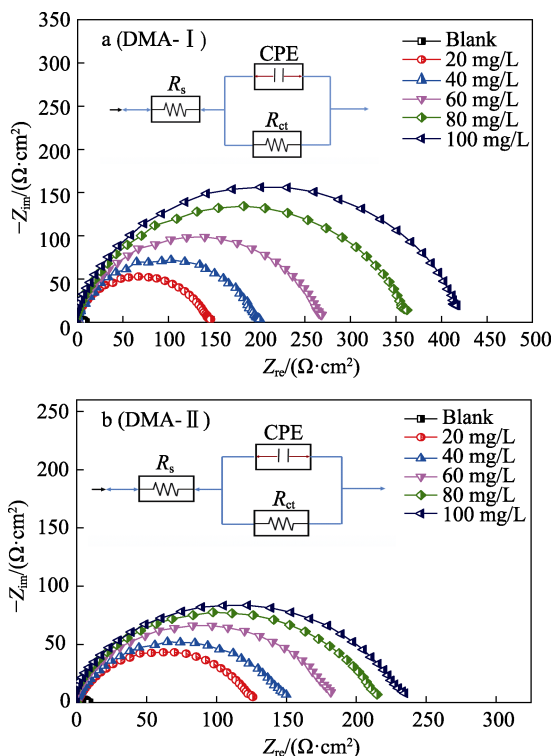 a (DMA-Ⅰ)
CPE
Rs
Rct
Blank
20 mg/L
40 mg/L
60 mg/L
80 mg/L
100 mg/L
350
300
250
200
150
100
50
0
−Zim/(Ω·cm²)
0 50 100 150 200 250 300 350 400 450 500
Zre/(Ω·cm²)
b (DMA-Ⅱ)
CPE
Rs
Rct
Blank
20 mg/L
40 mg/L
60 mg/L
80 mg/L
100 mg/L
250
200
150
100
50
0
−Zim/(Ω·cm²)
0 50 100 150 200 250 300
Zre/(Ω·cm²)